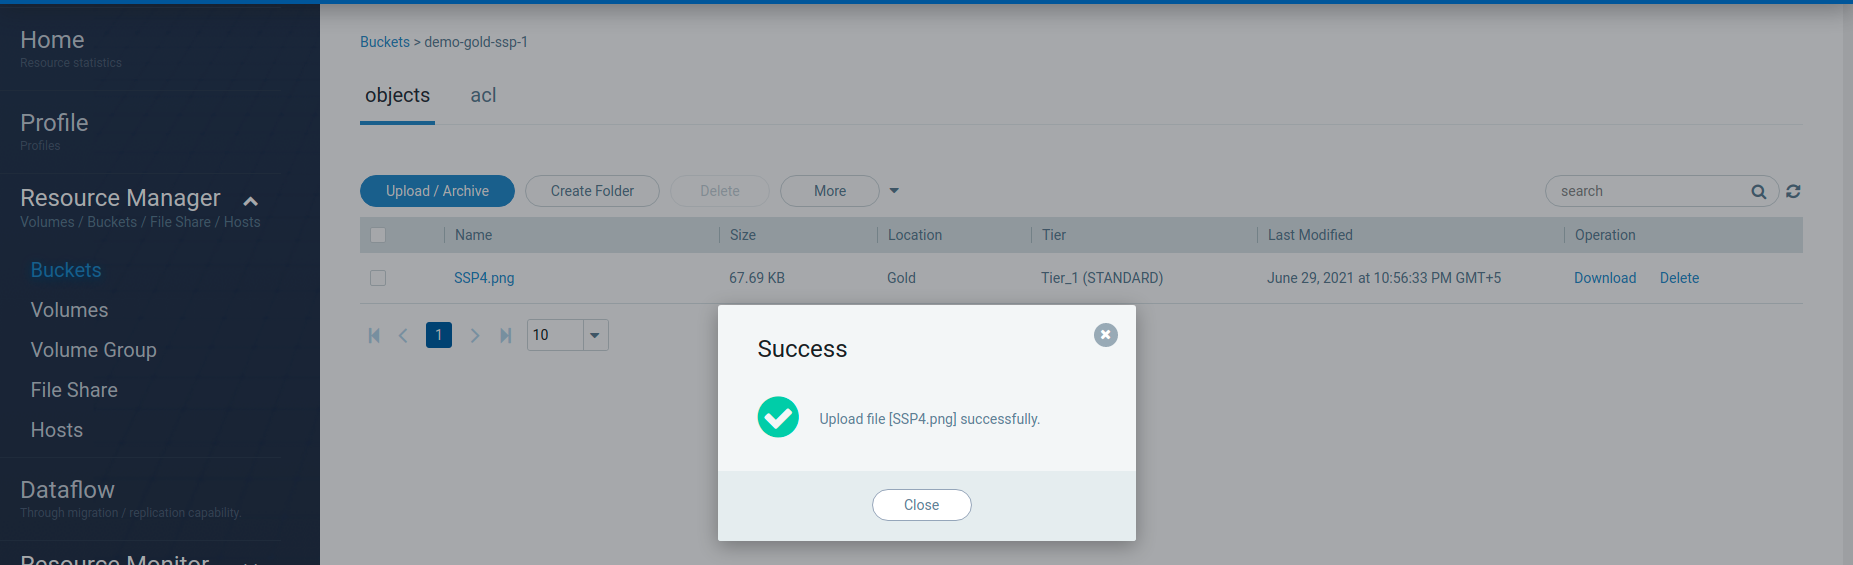 Home
Resource statistics
Profile
Profiles
Resource Manager
Volumes / Buckets / File Share / Hosts
Buckets
Volumes
Volume Group
File Share
Hosts
Dataflow
Through migration / replication capability.
Resource Monitor
Buckets > demo-gold-ssp-1
objects acl
Upload / Archive Create Folder Delete More search
Name Size Location Tier Last Modified Operation
SSP4.png 67.69 KB Gold Tier_1 (STANDARD) June 29, 2021 at 10:56:33 PM GMT+5 Download Delete
1 10
Success
Upload file [SSP4.png] successfully.
Close